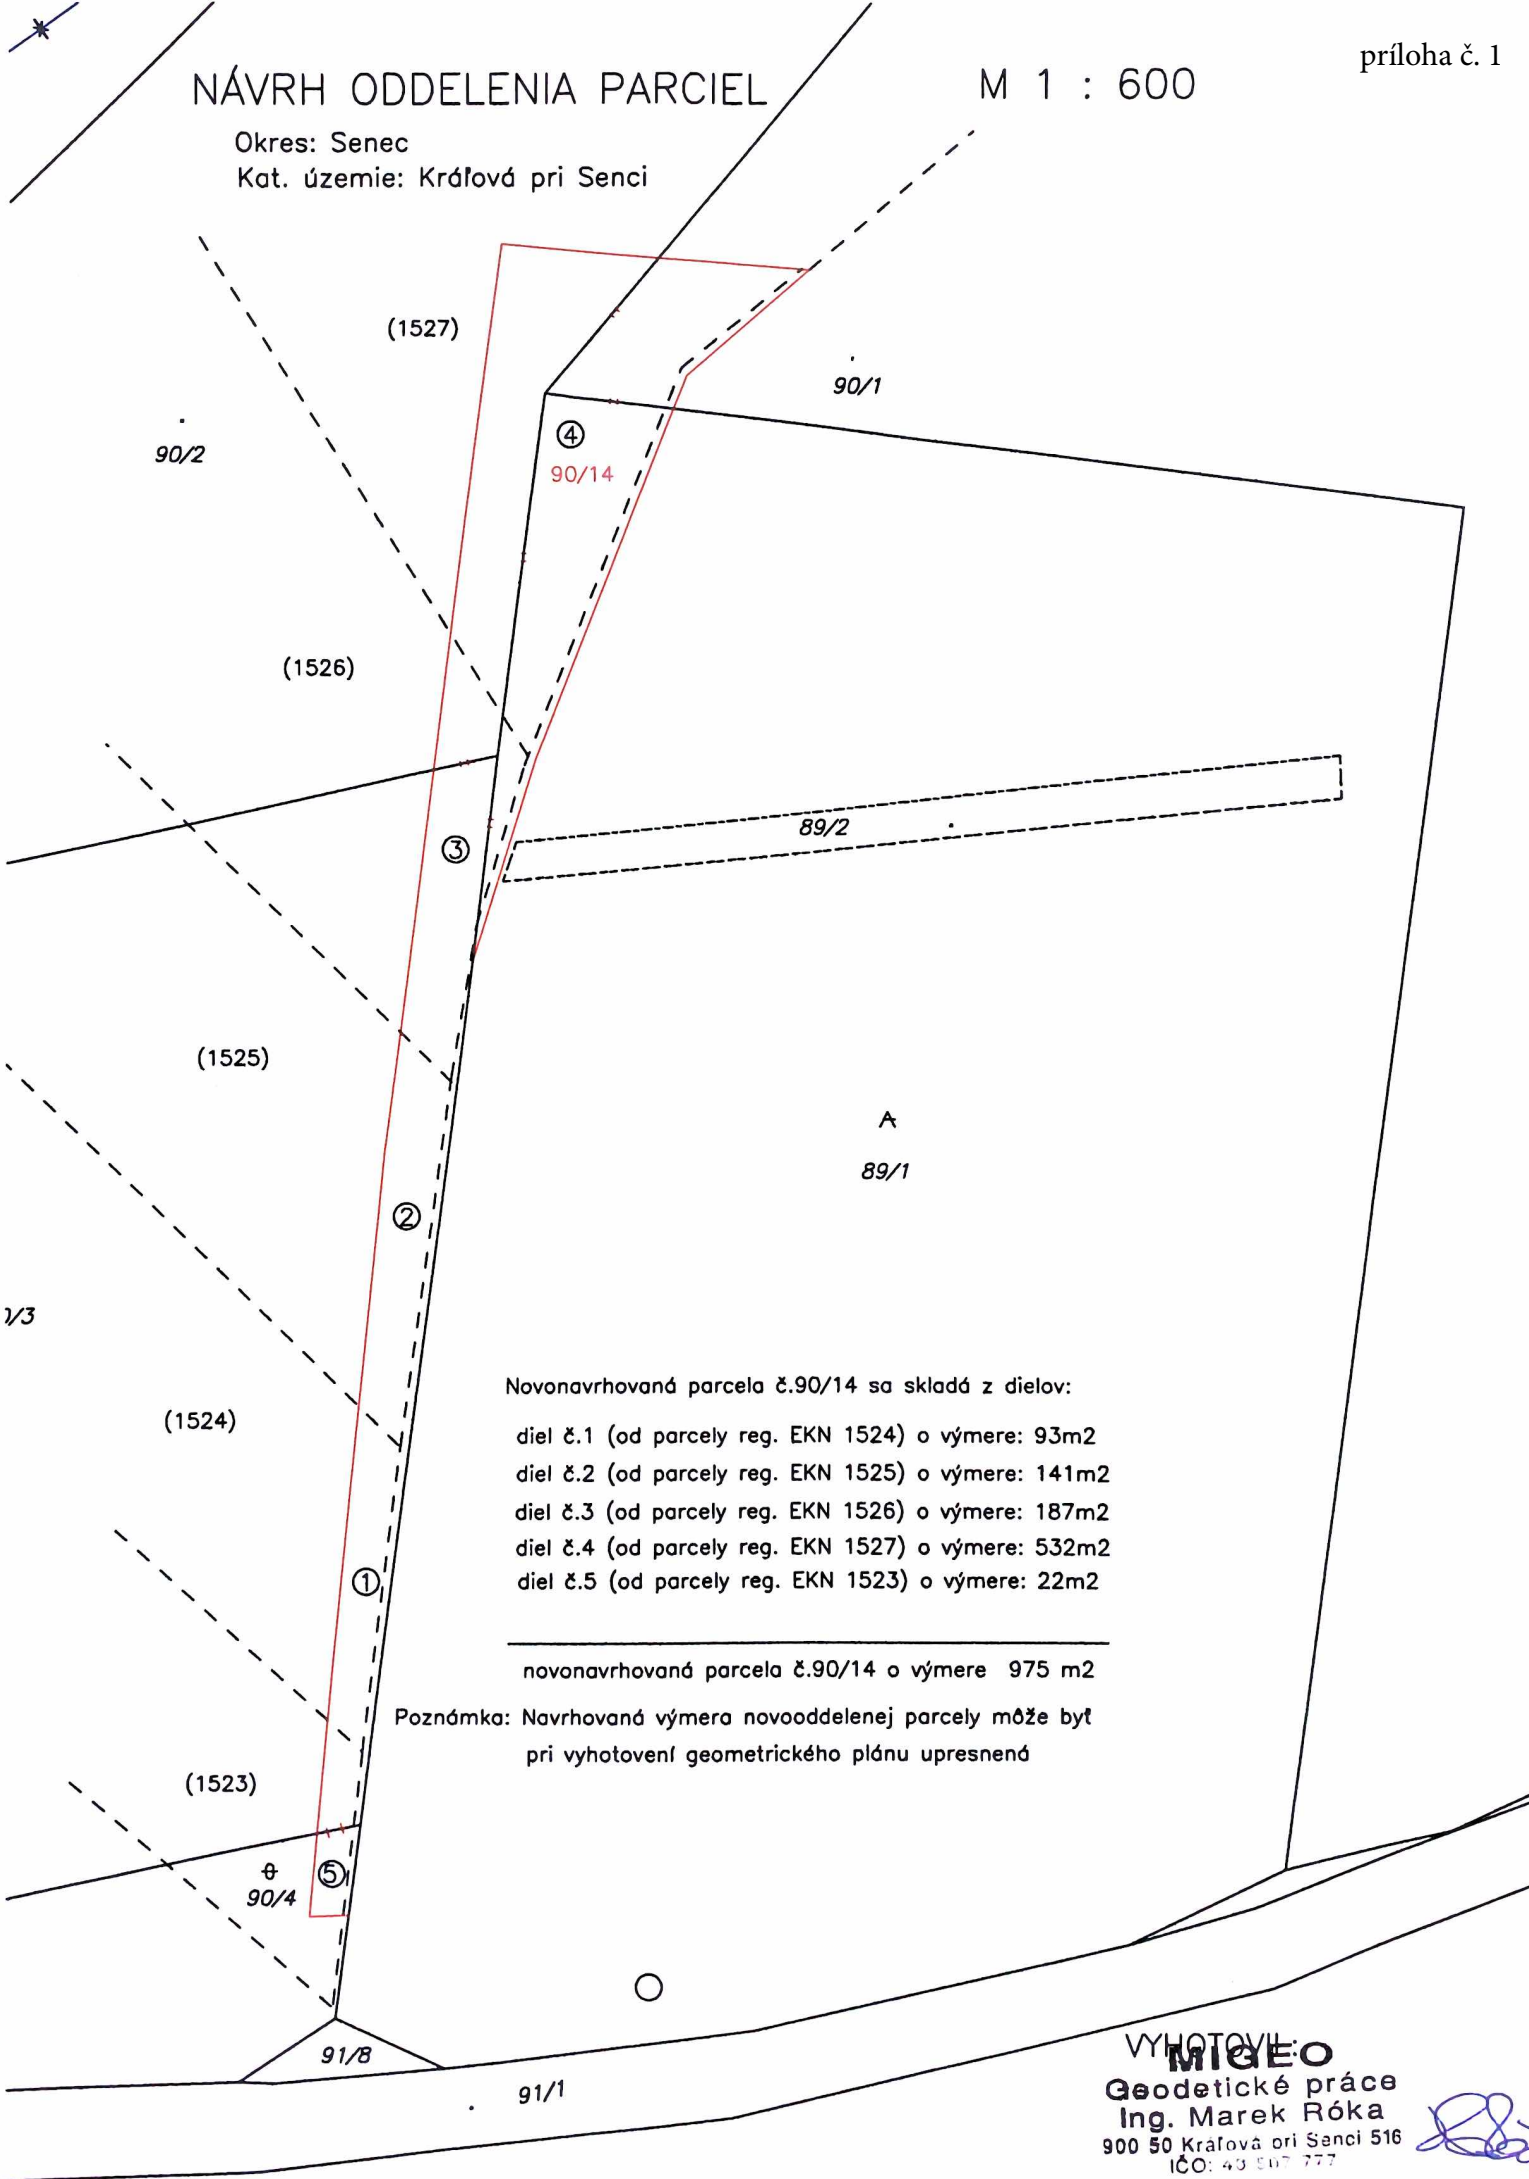 príloha č. 1
NÁVRH ODDELENIA PARCIEL
M 1 : 600
Okres: Senec
Kat. územie: Kráľová pri Senci
(1527)
90/1
④
90/14
90/2
(1526)
89/2
③
(1525)
A
89/1
②
/3
(1524)
Novonavrhovaná parcela č.90/14 sa skladá z dielov:
diel č.1 (od parcely reg. EKN 1524) o výmere: 93m2
diel č.2 (od parcely reg. EKN 1525) o výmere: 141m2
diel č.3 (od parcely reg. EKN 1526) o výmere: 187m2
diel č.4 (od parcely reg. EKN 1527) o výmere: 532m2
diel č.5 (od parcely reg. EKN 1523) o výmere: 22m2
①
novonavrhovaná parcela č.90/14 o výmere 975 m2
Poznámka: Navrhovaná výmera novooddelenej parcely môže byť
pri vyhotovení geometrického plánu upresnená
(1523)
⑤
90/4
91/8
91/1
VYHOTOVIL:
MIGEO
Geodetické práce
Ing. Marek Róka
900 50 Kráľová pri Senci 516
IČO: